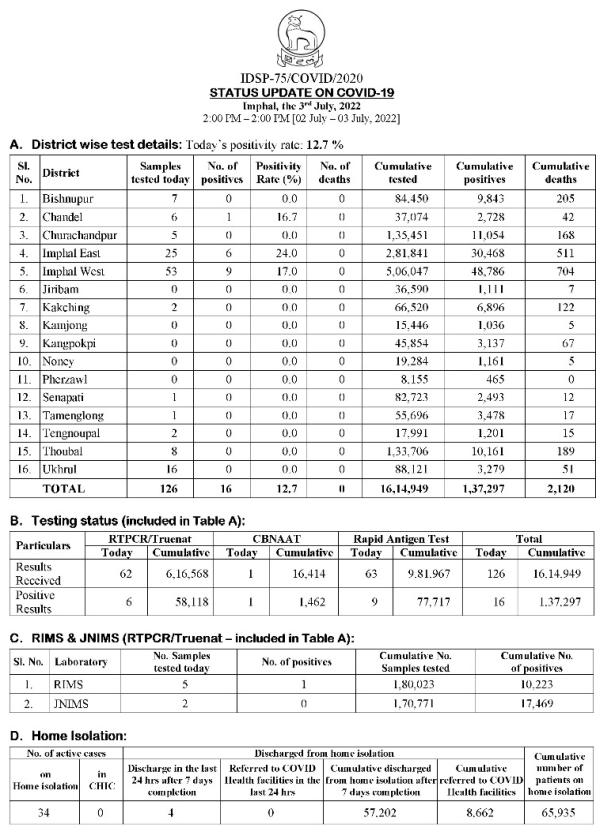 IDSP-75/COVID/2020
STATUS UPDATE ON COVID-19
Imphal, the 3rd July, 2022
2:00 PM – 2:00 PM [02 July – 03 July, 2022]
A. District wise test details: Today's positivity rate: 12.7 %
Sl. No. District Samples tested today No. of positives Positivity Rate (%) No. of deaths Cumulative tested Cumulative positives Cumulative deaths
1. Bishnupur 7 0 0.0 0 84,450 9,843 205
2. Chandel 6 1 16.7 0 37,074 2,728 42
3. Churachandpur 5 0 0.0 0 1,35,451 11,054 168
4. Imphal East 25 6 24.0 0 2,81,841 30,468 511
5. Imphal West 53 9 17.0 0 5,06,047 48,786 704
6. Jiribam 0 0 0.0 0 36,590 1,111 7
7. Kakching 2 0 0.0 0 66,520 6,896 122
8. Kamjong 0 0 0.0 0 15,446 1,036 5
9. Kangpokpi 0 0 0.0 0 45,854 3,137 67
10. Noney 0 0 0.0 0 19,284 1,161 5
11. Pherzawl 0 0 0.0 0 8,155 465 0
12. Senapati 1 0 0.0 0 82,723 2,493 12
13. Tamenglong 1 0 0.0 0 55,696 3,478 17
14. Tengnoupal 2 0 0.0 0 17,991 1,201 15
15. Thoubal 8 0 0.0 0 1,33,706 10,161 189
16. Ukhrul 16 0 0.0 0 88,121 3,279 51
TOTAL 126 16 12.7 0 16,14,949 1,37,297 2,120
B. Testing status (included in Table A):
Particulars RTPCR/Truenat CBNAAT Rapid Antigen Test Total
Today Cumulative Today Cumulative Today Cumulative Today Cumulative
Results Received 62 6,16,568 1 16,414 63 9,81,967 126 16,14,949
Positive Results 6 58,118 1 1,462 9 77,717 16 1,37,297
C. RIMS & JNIMS (RTPCR/Truenat – included in Table A):
Sl. No. Laboratory No. Samples tested today No. of positives Cumulative No. Samples tested Cumulative No. of positives
1. RIMS 5 1 1,80,023 10,223
2. JNIMS 2 0 1,70,771 17,469
D. Home Isolation:
No. of active cases Discharged from home isolation Cumulative number of patients on home isolation
on Home isolation in CHIC Discharge in the last 24 hrs after 7 days completion Referred to COVID Health facilities in the last 24 hrs Cumulative discharged from home isolation after 7 days completion Cumulative referred to COVID Health facilities
34 0 4 0 57,202 8,662 65,935